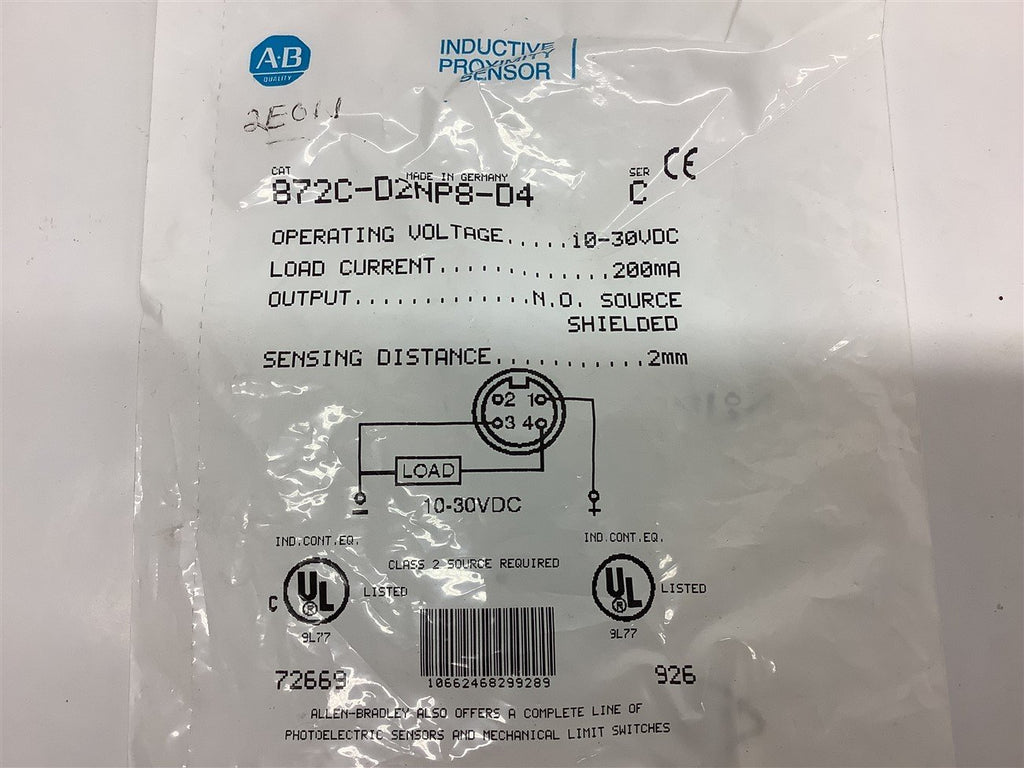 A-B
QUALITY
INDUCTIVE
PROXIMITY
SENSOR
CAT
MADE IN GERMANY
SER
CE
872C-D2NP8-D4 C
OPERATING VOLTAGE.....10-30VDC
LOAD CURRENT.............200mA
OUTPUT.............N.O. SOURCE
SHIELDED
SENSING DISTANCE...........2mm
2 1
3 4
LOAD
- 10-30VDC +
IND.CONT.EQ. IND.CONT.EQ.
CLASS 2 SOURCE REQUIRED
C UL ® LISTED UL ® LISTED
9L77 9L77
72669 926
10662468299289
ALLEN-BRADLEY ALSO OFFERS A COMPLETE LINE OF
PHOTOELECTRIC SENSORS AND MECHANICAL LIMIT SWITCHES